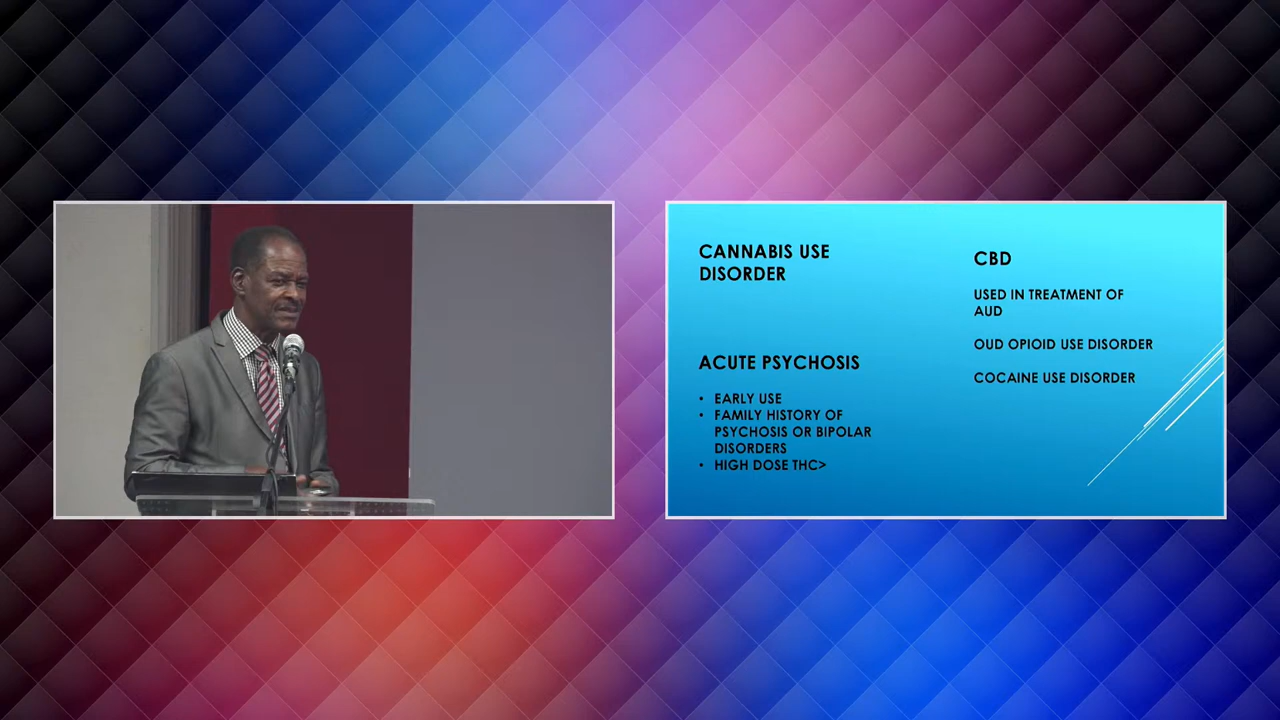 CANNABIS USE
DISORDER
ACUTE PSYCHOSIS
• EARLY USE
• FAMILY HISTORY OF
PSYCHOSIS OR BIPOLAR
DISORDERS
• HIGH DOSE THC>
CBD
USED IN TREATMENT OF
AUD
OUD OPIOID USE DISORDER
COCAINE USE DISORDER